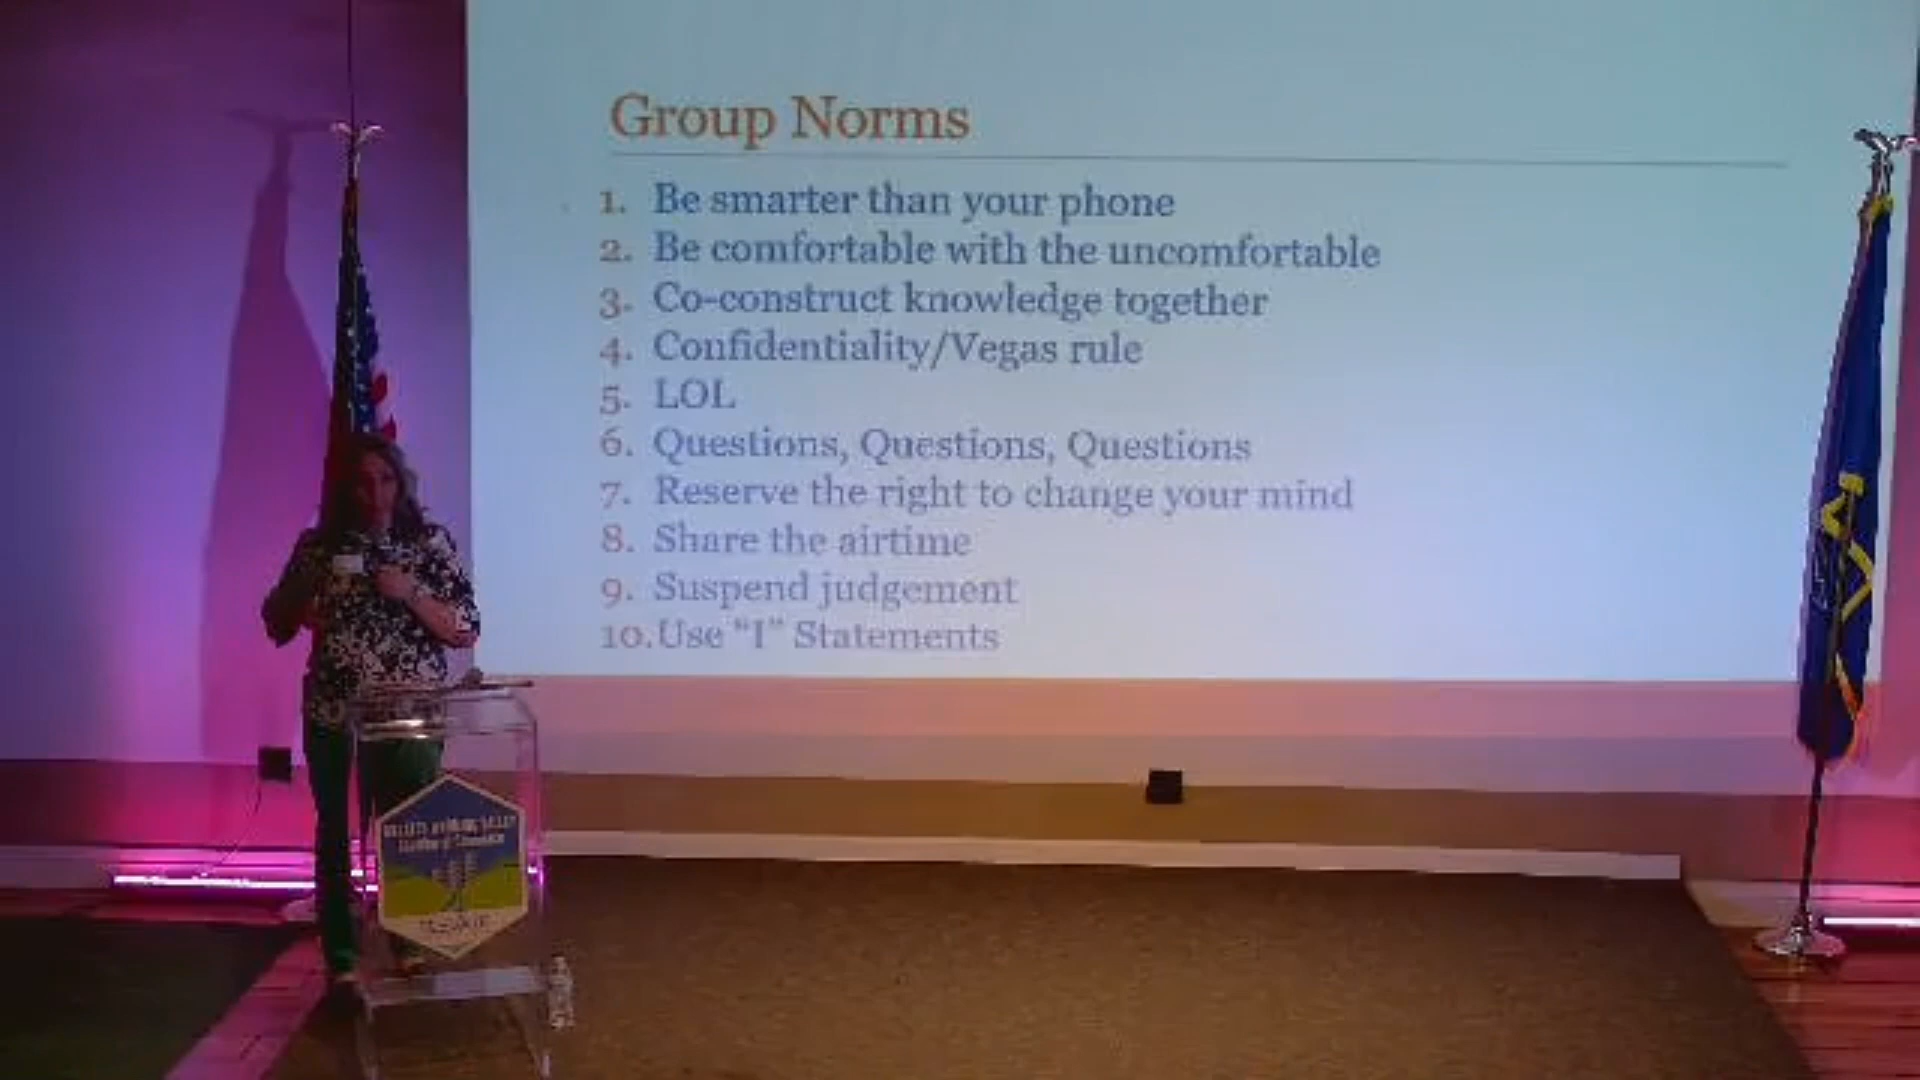 Group Norms
1. Be smarter than your phone
2. Be comfortable with the uncomfortable
3. Co-construct knowledge together
4. Confidentiality/Vegas rule
5. LOL
6. Questions, Questions, Questions
7. Reserve the right to change your mind
8. Share the airtime
9. Suspend judgement
10. Use “I” Statements